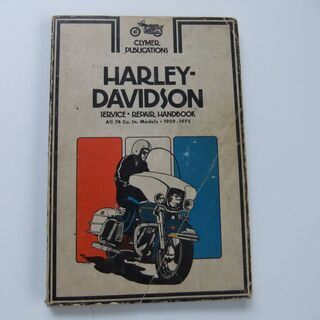 CLYMER
PUBLICATIONS
HARLEY-
DAVIDSON
SERVICE • REPAIR HANDBOOK
All 74 Cu. In. Models • 1959-1975